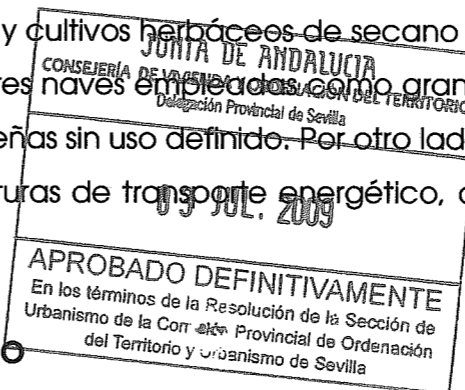 y cultivos herbáceos de secano
JUNTA DE ANDALUCIA
CONSEJERÍA DE VIVIENDA Y ORDENACIÓN DEL TERRITORIO
res naves empleadas como gran
Delegación Provincial de Sevilla
eñas sin uso definido. Por otro lad
uras de transporte energético,
JUL. 2009
APROBADO DEFINITIVAMENTE
En los términos de la Resolución de la Sección de
Urbanismo de la Provincial de Ordenación
del Territorio y Urbanismo de Sevilla